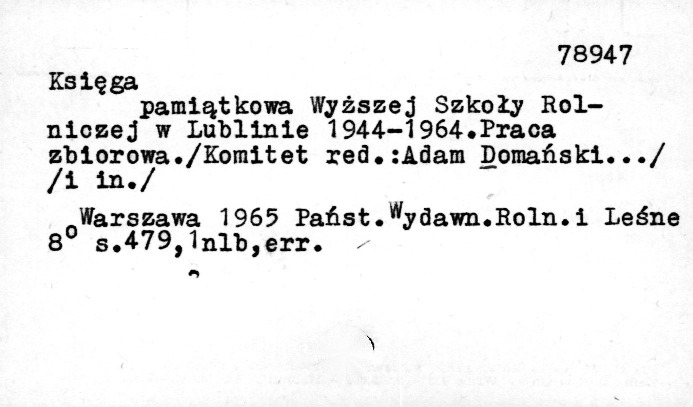 78947
Księga
pamiątkowa Wyższej Szkoły Rol-
niczej w Lublinie 1944-1964.Praca
zbiorowa./Komitet red.:Adam Domański.../
/i in./
Warszawa 1965 Państ.Wydawn.Roln.i Leśne
8° s.479,1nlb,err.